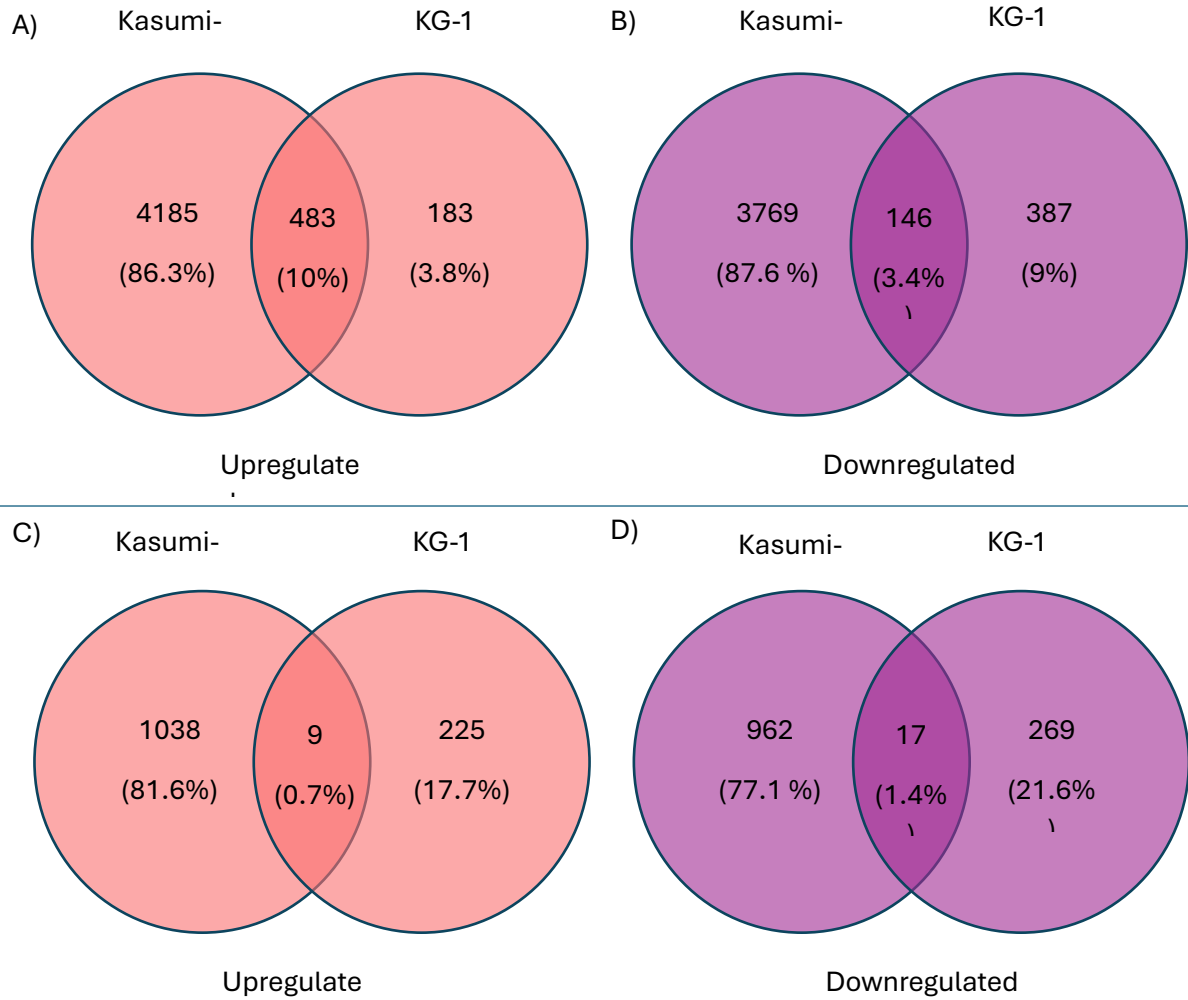 A)
Kasumi-
KG-1
4185
(86.3%)
483
(10%)
183
(3.8%)
Upregulate
B)
Kasumi-
KG-1
3769
(87.6 %)
146
(3.4%
)
387
(9%)
Downregulated
C)
Kasumi-
KG-1
1038
(81.6%)
9
(0.7%)
225
(17.7%)
Upregulate
D)
Kasumi-
KG-1
962
(77.1 %)
17
(1.4%
)
269
(21.6%
)
Downregulated